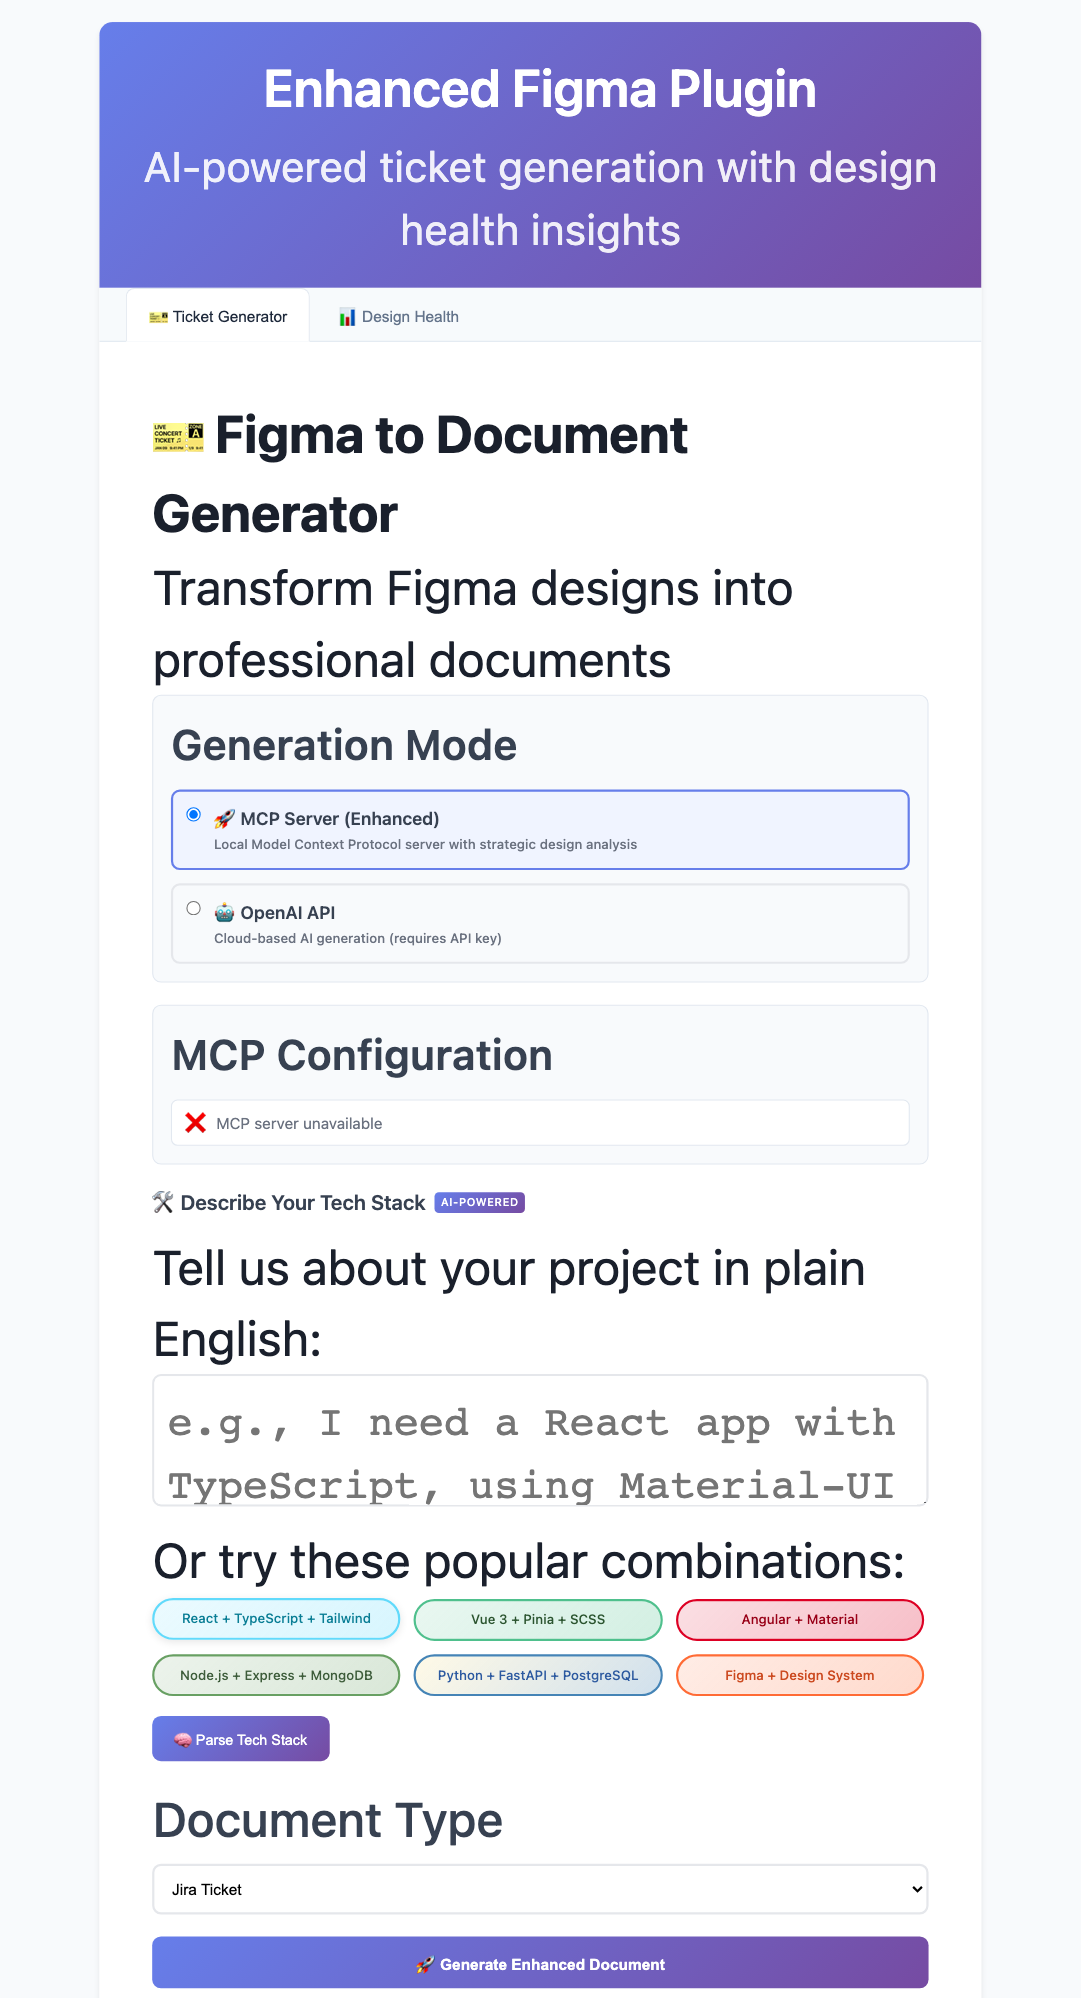 Enhanced Figma Plugin
AI-powered ticket generation with design
health insights
Ticket Generator
Design Health
Figma to Document
Generator
Transform Figma designs into
professional documents
Generation Mode
MCP Server (Enhanced)
Local Model Context Protocol server with strategic design analysis
OpenAI API
Cloud-based AI generation (requires API key)
MCP Configuration
MCP server unavailable
Describe Your Tech Stack AI-POWERED
Tell us about your project in plain
English:
e.g., I need a React app with
TypeScript, using Material-UI
Or try these popular combinations:
React + TypeScript + Tailwind
Vue 3 + Pinia + SCSS
Angular + Material
Node.js + Express + MongoDB
Python + FastAPI + PostgreSQL
Figma + Design System
Parse Tech Stack
Document Type
Jira Ticket
Generate Enhanced Document